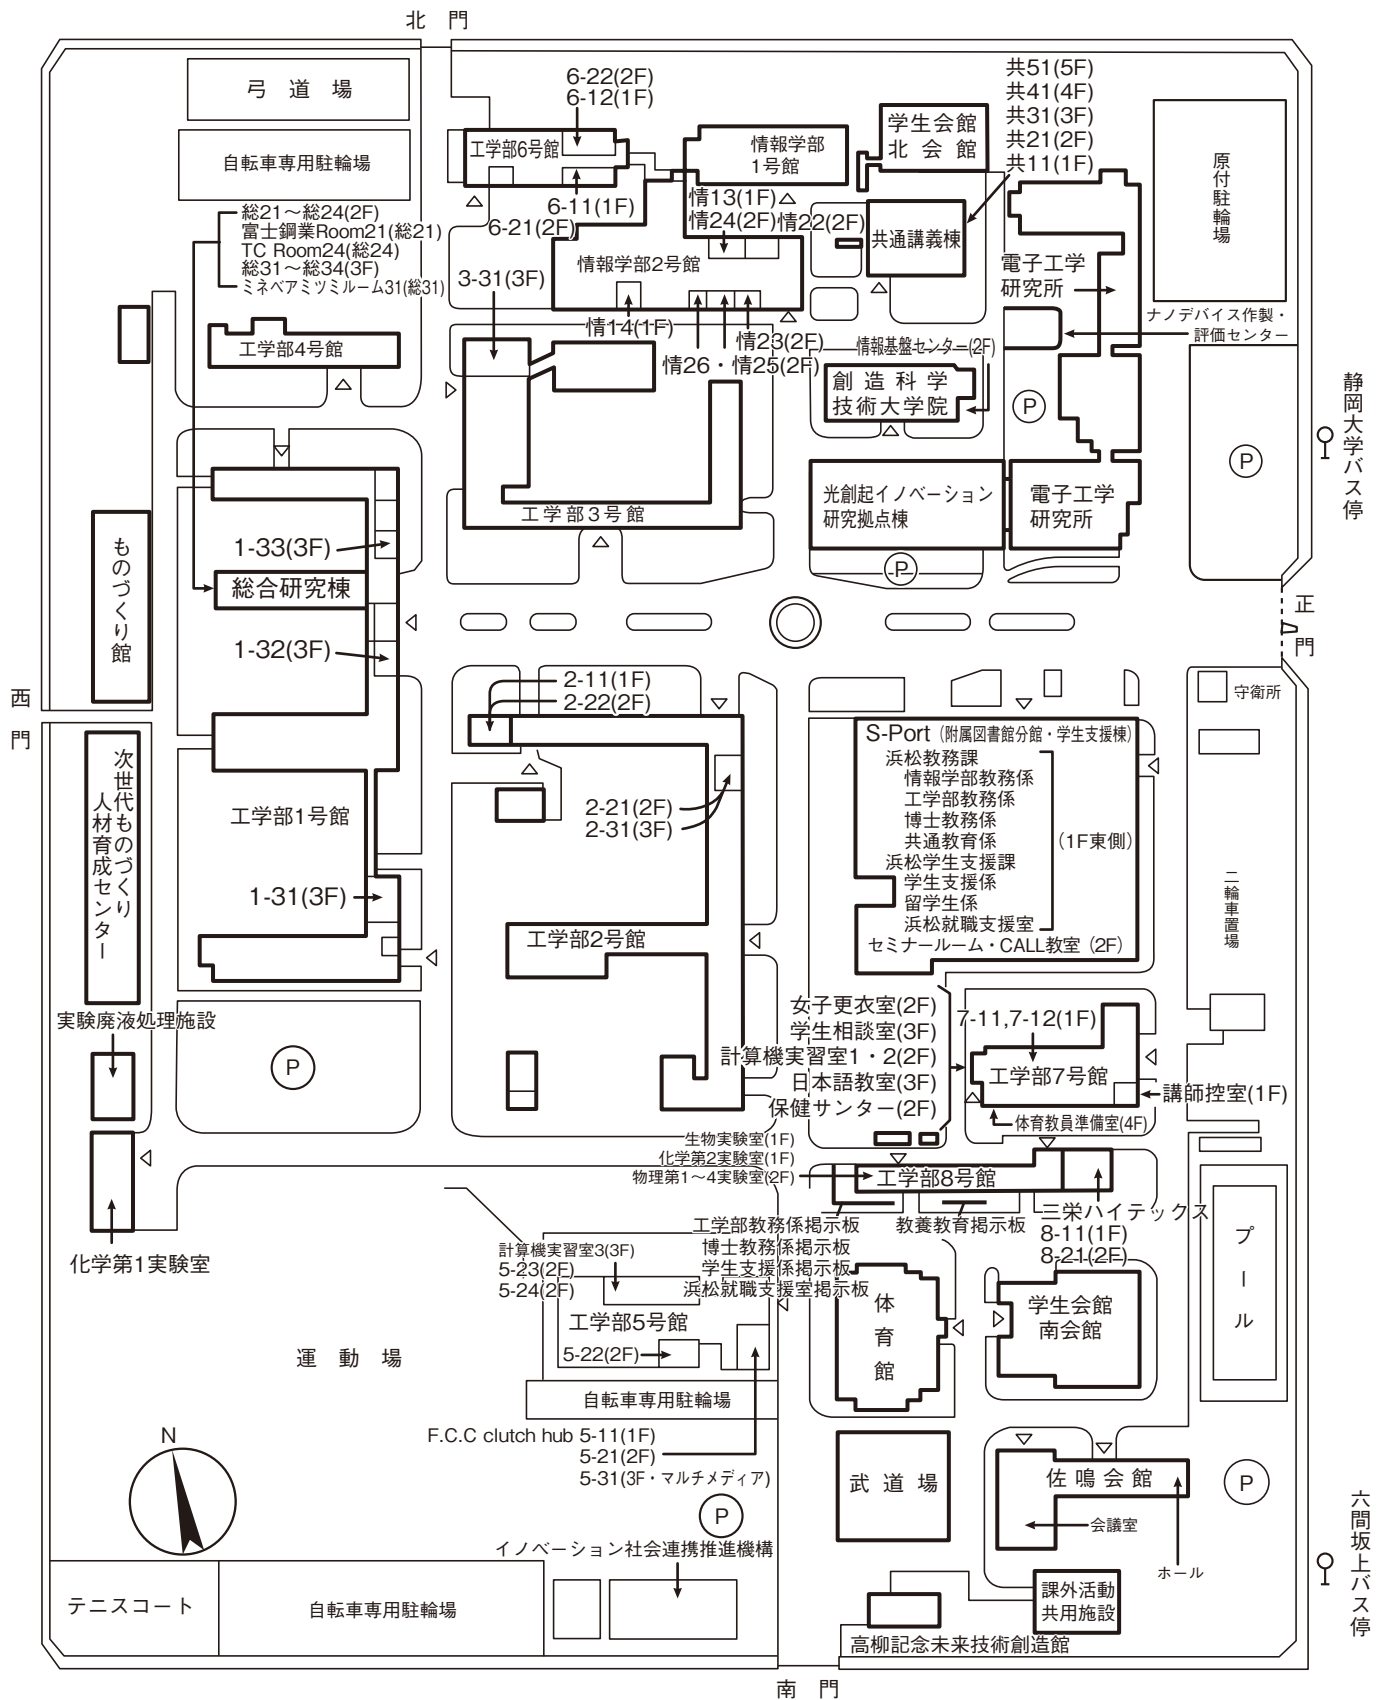 北 門
弓 道 場
自転車専用駐輪場
総21～総24(2F)
富士鋼業Room21(総21)
TC Room24(総24)
総31～総34(3F)
ミネベアミツミルーム31(総31)
工学部4号館
6-22(2F)
6-12(1F)
工学部6号館
6-11(1F)
6-21(2F)
情報学部
1号館
情13(1F)
情24(2F)
情22(2F)
情報学部2号館
情14(1F)
情23(2F)
情26・情25(2F)
3-31(3F)
工学部3号館
学生会館
北会館
共51(5F)
共41(4F)
共31(3F)
共21(2F)
共11(1F)
共通講義棟
電子工学
研究所
原付駐輪場
ナノデバイス作製・
評価センター
情報基盤センター(2F)
創造科学
技術大学院
P
P
静岡大学バス停
光創起イノベーション
研究拠点棟
電子工学
研究所
P
正
門
守衛所
ものづくり館
1-33(3F)
総合研究棟
1-32(3F)
西
門
次世代ものづくり
人材育成センター
工学部1号館
1-31(3F)
2-11(1F)
2-22(2F)
2-21(2F)
2-31(3F)
工学部2号館
S-Port（附属図書館分館・学生支援棟）
浜松教務課
情報学部教務係
工学部教務係
博士教務係
共通教育係
浜松学生支援課
学生支援係
留学生係
浜松就職支援室
（1F東側）
セミナールーム・CALL教室（2F）
二輪車置場
実験廃液処理施設
P
化学第1実験室
女子更衣室(2F)
学生相談室(3F)
計算機実習室1・2(2F)
日本語教室(3F)
保健サンター(2F)
7-11,7-12(1F)
工学部7号館
講師控室(1F)
体育教員準備室(4F)
生物実験室(1F)
化学第2実験室(1F)
物理第1～4実験室(2F)
工学部8号館
工学部教務係掲示板
博士教務係掲示板
学生支援係掲示板
浜松就職支援室掲示板
教養教育掲示板
三栄ハイテックス
8-11(1F)
8-21(2F)
プール
計算機実習室3(3F)
5-23(2F)
5-24(2F)
工学部5号館
5-22(2F)
自転車専用駐輪場
F.C.C clutch hub 5-11(1F)
5-21(2F)
5-31(3F・マルチメディア)
体育館
学生会館
南会館
運 動 場
N
武 道 場
佐鳴会館
会議室
ホール
P
P
六間坂上バス停
イノベーション社会連携推進機構
テニスコート
自転車専用駐輪場
課外活動
共用施設
高柳記念未来技術創造館
南 門